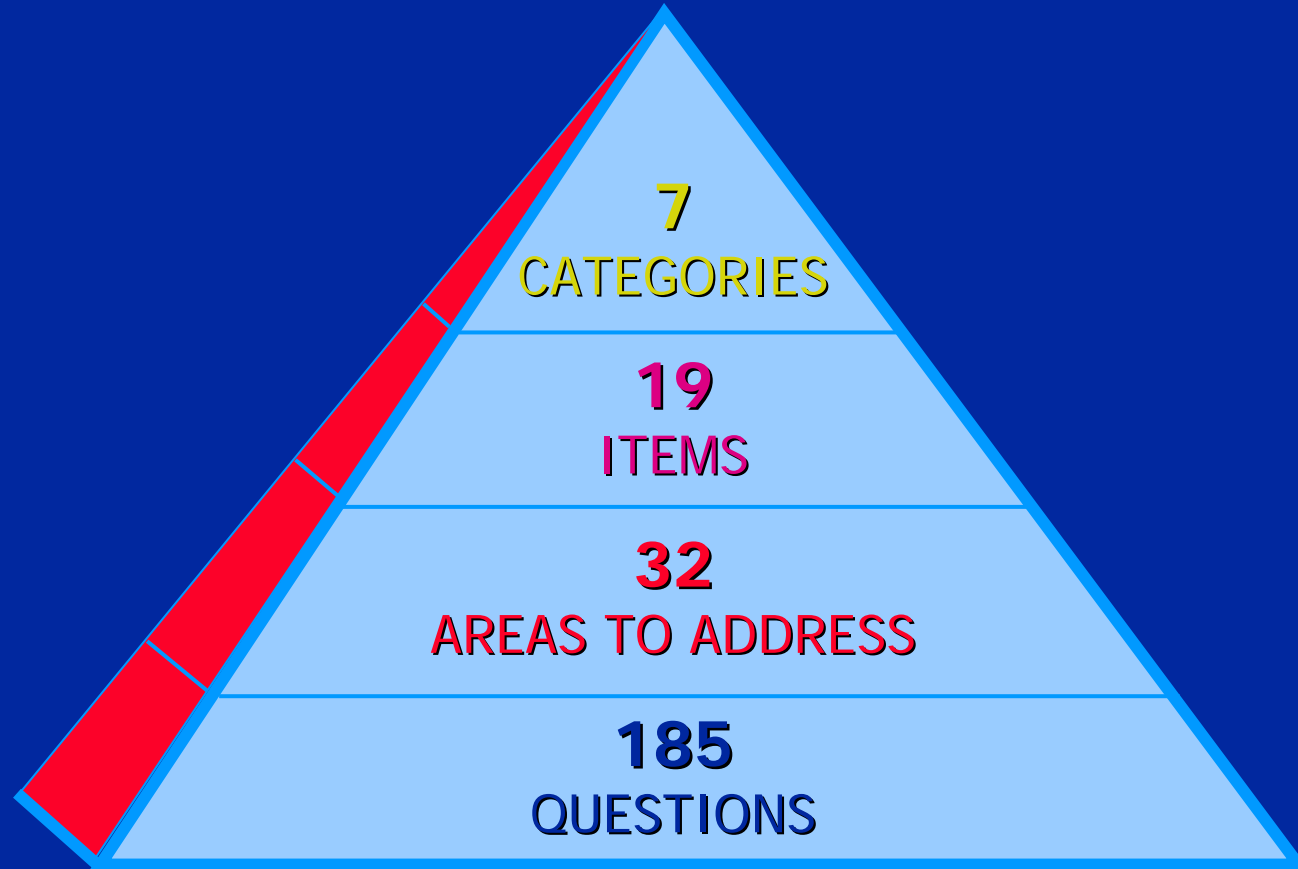 7
CATEGORIES
19
ITEMS
32
AREAS TO ADDRESS
185
QUESTIONS